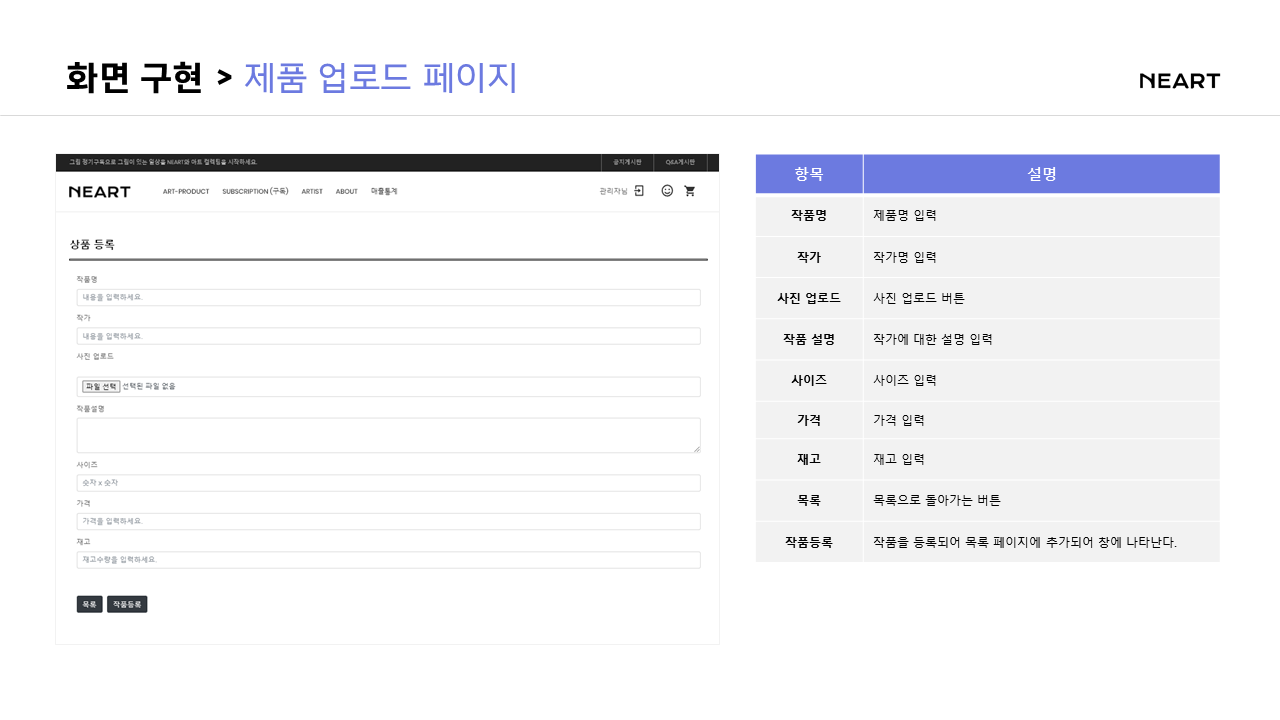 화면 구현 > 제품 업로드 페이지
NEART
그림 정기구독으로 그림이 있는 일상을 NEART와 아트 컬렉팅을 시작하세요.
공지게시판
Q&A게시판
NEART
ART-PRODUCT
SUBSCRIPTION (구독)
ARTIST
ABOUT
매출통계
관리자님
상품 등록
작품명
내용을 입력하세요.
작가
내용을 입력하세요.
사진 업로드
파일 선택 선택된 파일 없음
작품설명
사이즈
숫자 x 숫자
가격
가격을 입력하세요.
재고
재고수량을 입력하세요.
목록
작품등록
항목 설명
작품명 제품명 입력
작가 작가명 입력
사진 업로드 사진 업로드 버튼
작품 설명 작가에 대한 설명 입력
사이즈 사이즈 입력
가격 가격 입력
재고 재고 입력
목록 목록으로 돌아가는 버튼
작품등록 작품을 등록되어 목록 페이지에 추가되어 창에 나타난다.